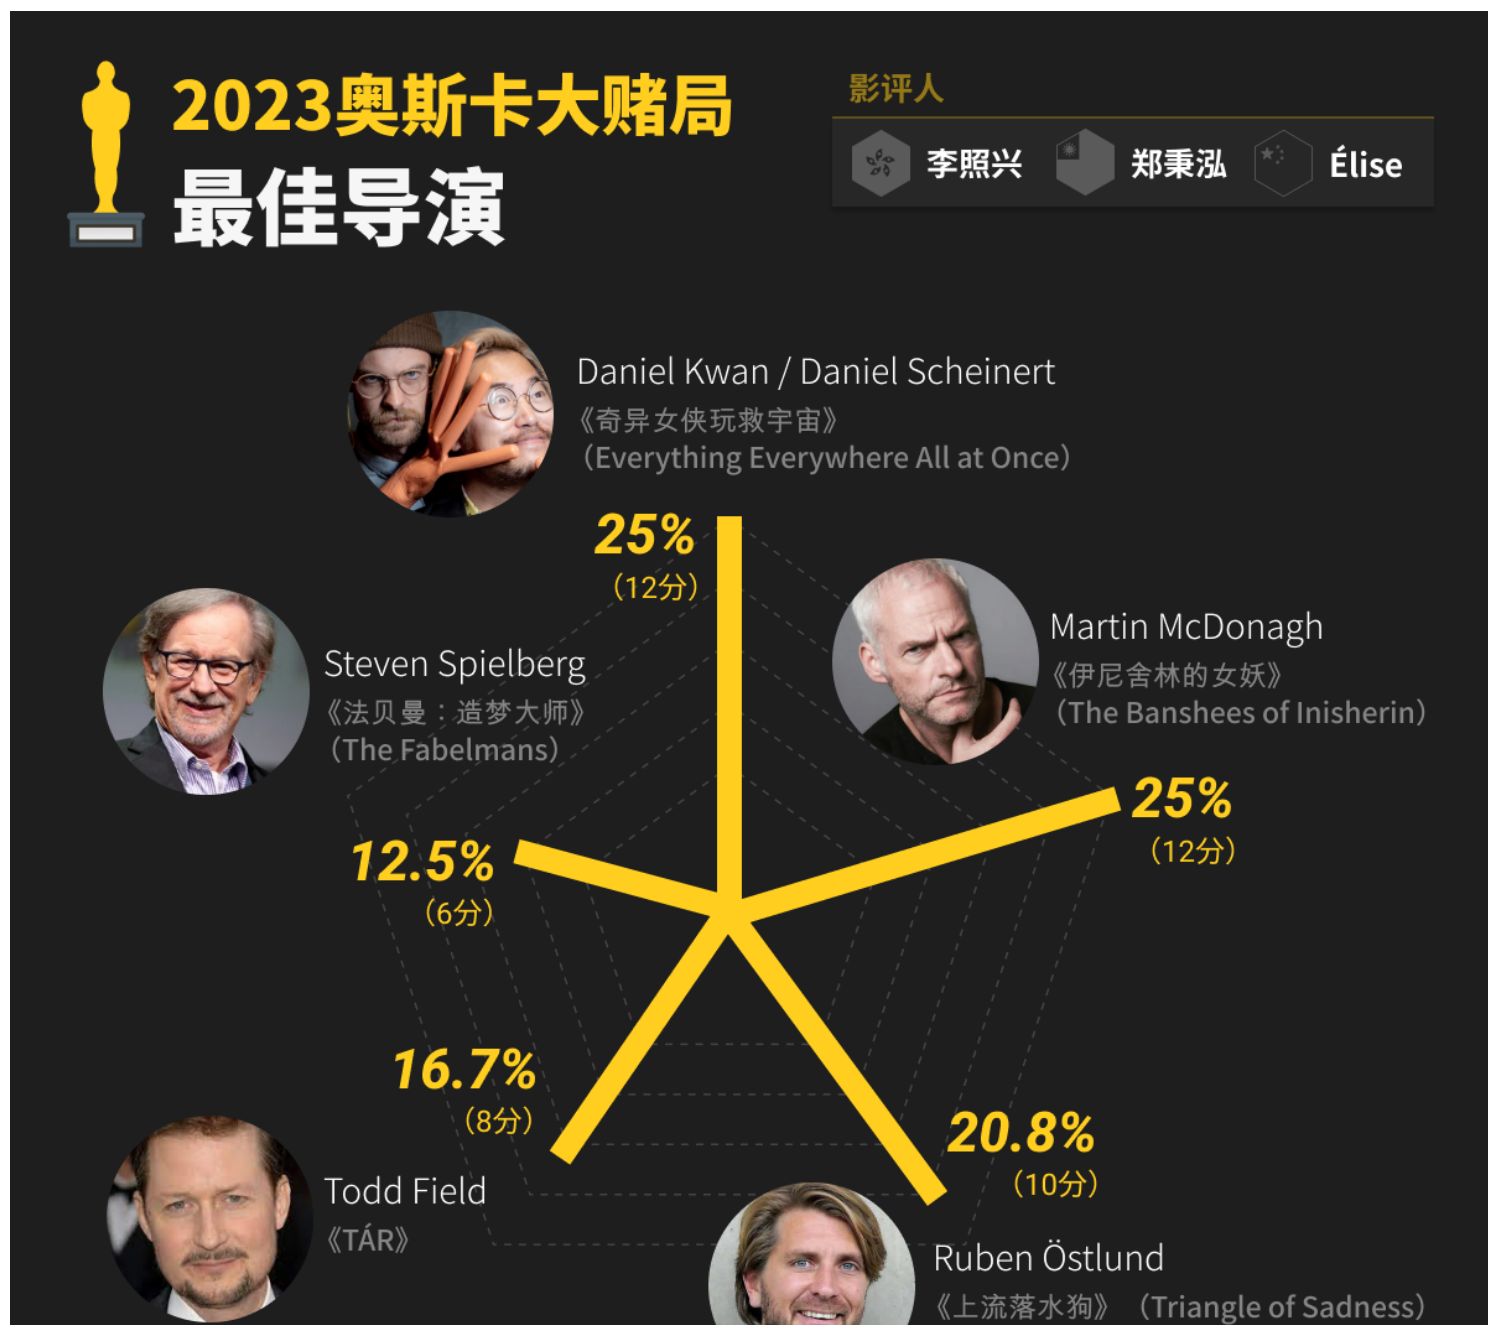 2023奥斯卡大赌局
最佳导演
影评人
李照兴 郑秉泓 Élise
Daniel Kwan / Daniel Scheinert
《奇异女侠玩救宇宙》
（Everything Everywhere All at Once）
25%
（12分）
Martin McDonagh
《伊尼舍林的女妖》
（The Banshees of Inisherin）
25%
（12分）
Steven Spielberg
《法贝曼：造梦大师》
（The Fabelmans）
12.5%
（6分）
16.7%
（8分）
Todd Field
《TÁR》
20.8%
（10分）
Ruben Östlund
《上流落水狗》（Triangle of Sadness）